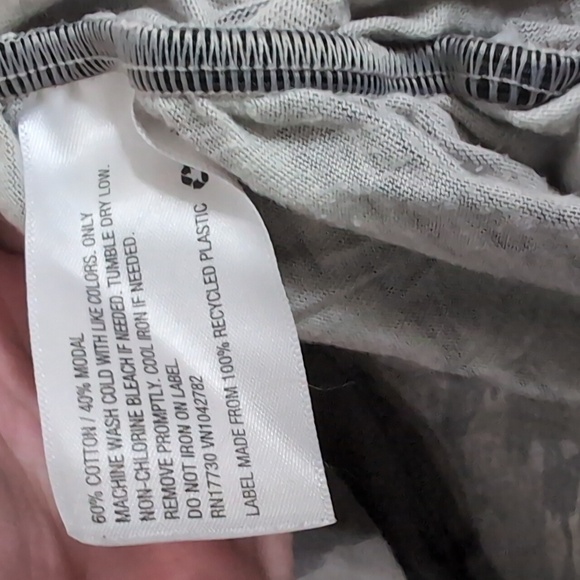 60% COTTON / 40% MODAL
MACHINE WASH COLD WITH LIKE COLORS. ONLY
NON-CHLORINE BLEACH IF NEEDED. TUMBLE DRY LOW.
REMOVE PROMPTLY. COOL IRON IF NEEDED.
DO NOT IRON ON LABEL.
RN17730 VN1042782
LABEL MADE FROM 100% RECYCLED PLASTIC